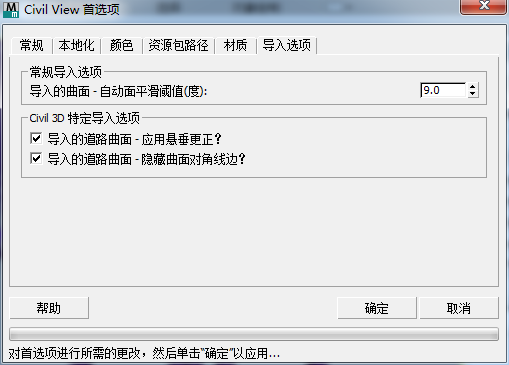 Civil View 首选项
常规 本地化 颜色 资源包路径 材质 导入选项
常规导入选项
导入的曲面 - 自动面平滑阈值(度): 9.0
Civil 3D 特定导入选项
导入的道路曲面 - 应用悬垂更正?
导入的道路曲面 - 隐藏曲面对角线边?
帮助 确定 取消
对首选项进行所需的更改，然后单击“确定”以应用...